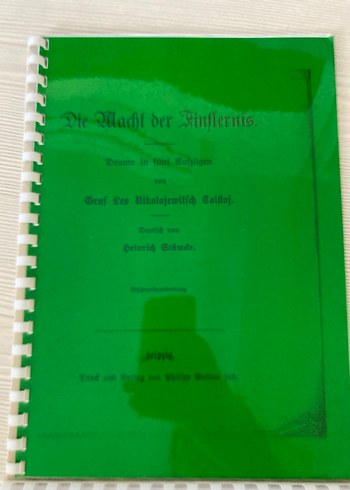 Die Macht der Finsternis.
Drama in fünf Aufzügen
von
Graf Leo Nikolajewitsch Tolstoj.
Deutsch von
Heinrich Stümcke.
Bühnenbearbeitung
Leipzig.
Druck und Verlag von Philipp Reclam jun.